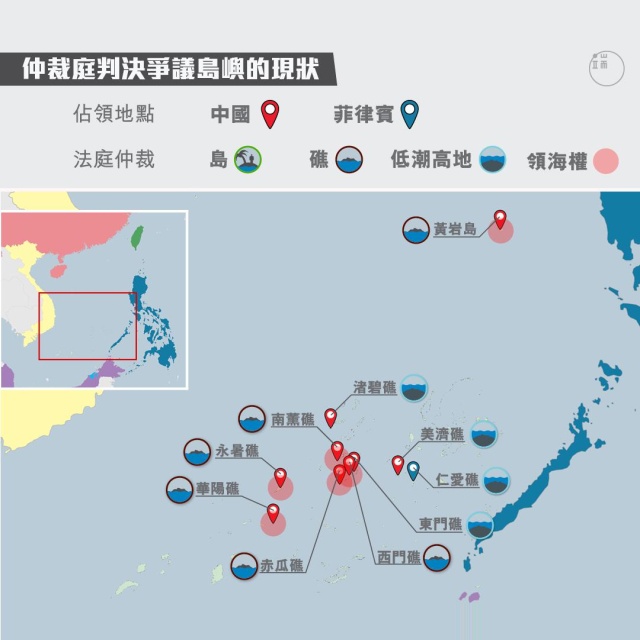 仲裁庭判決爭議島嶼的現狀
佔領地點 中國 菲律賓
法庭仲裁 島 礁 低潮高地 領海權
黃岩島
渚碧礁
南薰礁
美濟礁
永暑礁
仁愛礁
華陽礁
東門礁
西門礁
赤瓜礁